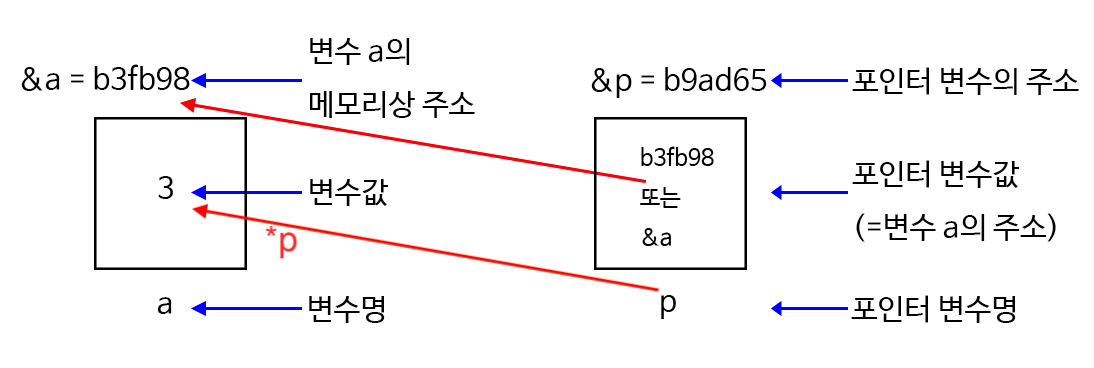 &a = b3fb98
변수 a의
메모리상 주소
3
변수값
*p
a
변수명
&p = b9ad65
포인터 변수의 주소
b3fb98
또는
&a
포인터 변수값
(=변수 a의 주소)
p
포인터 변수명